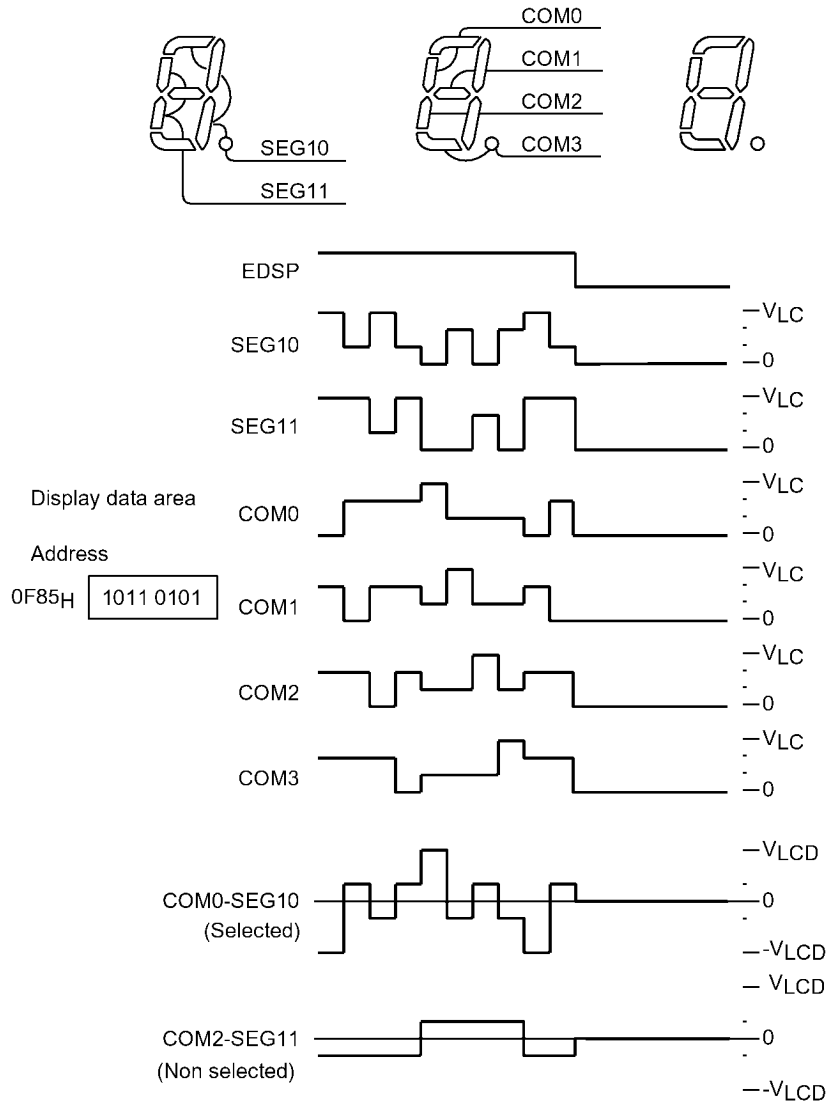 COM0
COM1
COM2
COM3
SEG10
SEG11
EDSP
SEG10
VLC
0
SEG11
VLC
0
Display data area
COM0
VLC
0
Address
0F85H
1011 0101
COM1
VLC
0
COM2
VLC
0
COM3
VLC
0
COM0-SEG10
(Selected)
VLCD
0
-VLCD
COM2-SEG11
(Non selected)
VLCD
0
-VLCD